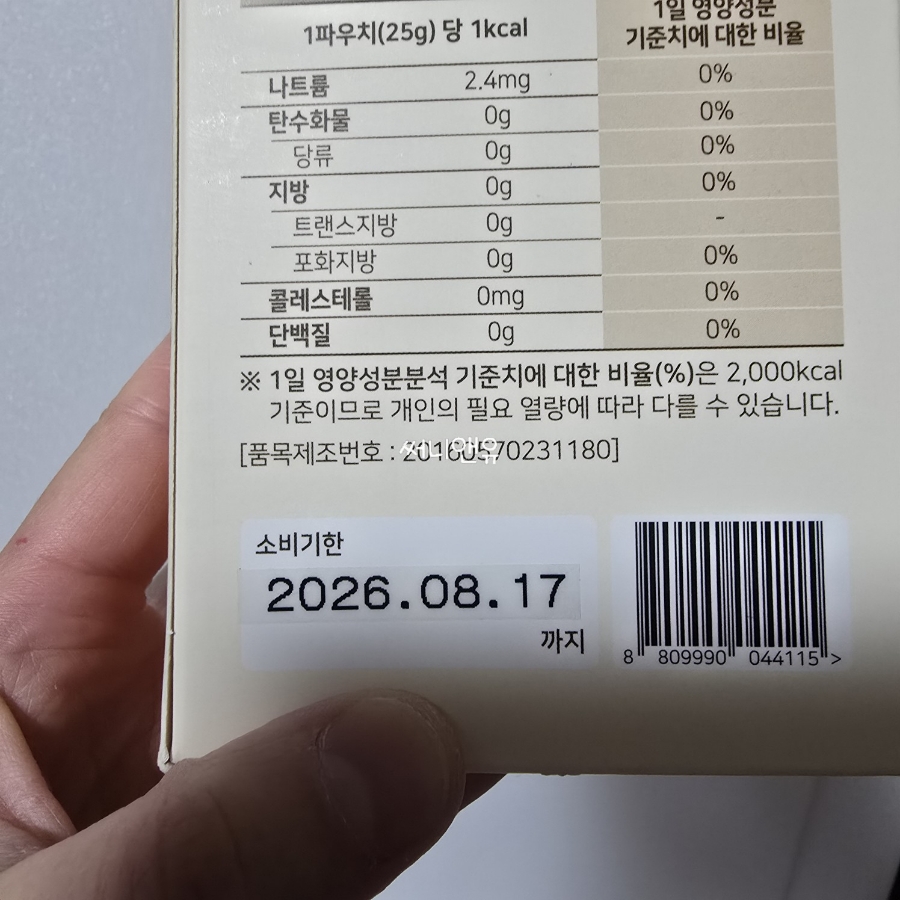 1파우치(25g) 당 1kcal
1일 영양성분
기준치에 대한 비율
나트륨 2.4mg 0%
탄수화물 0g 0%
당류 0g 0%
지방 0g 0%
트랜스지방 0g -
포화지방 0g 0%
콜레스테롤 0mg 0%
단백질 0g 0%
※ 1일 영양성분분석 기준치에 대한 비율(%)은 2,000kcal
기준이므로 개인의 필요 열량에 따라 다를 수 있습니다.
[품목제조번호 : 20160570231180]
써니앤뮤
소비기한
2026.08.17
까지
8 809990 044115 >